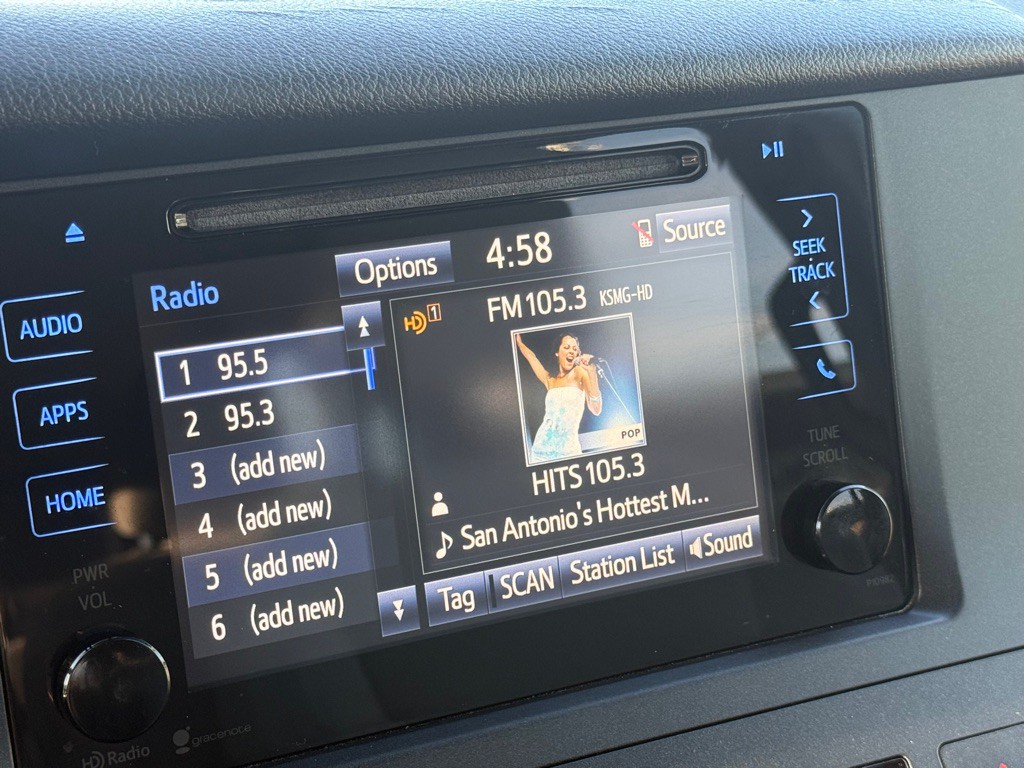 Options
4:58
Source
Radio
HD 1
FM 105.3 KSMG-HD
1 95.5
2 95.3
3 (add new)
4 (add new)
5 (add new)
6 (add new)
POP
HITS 105.3
San Antonio's Hottest M...
Tag
SCAN
Station List
Sound
AUDIO
APPS
HOME
PWR
VOL
SEEK
TRACK
TUNE
SCROLL
HD Radio
gracenote